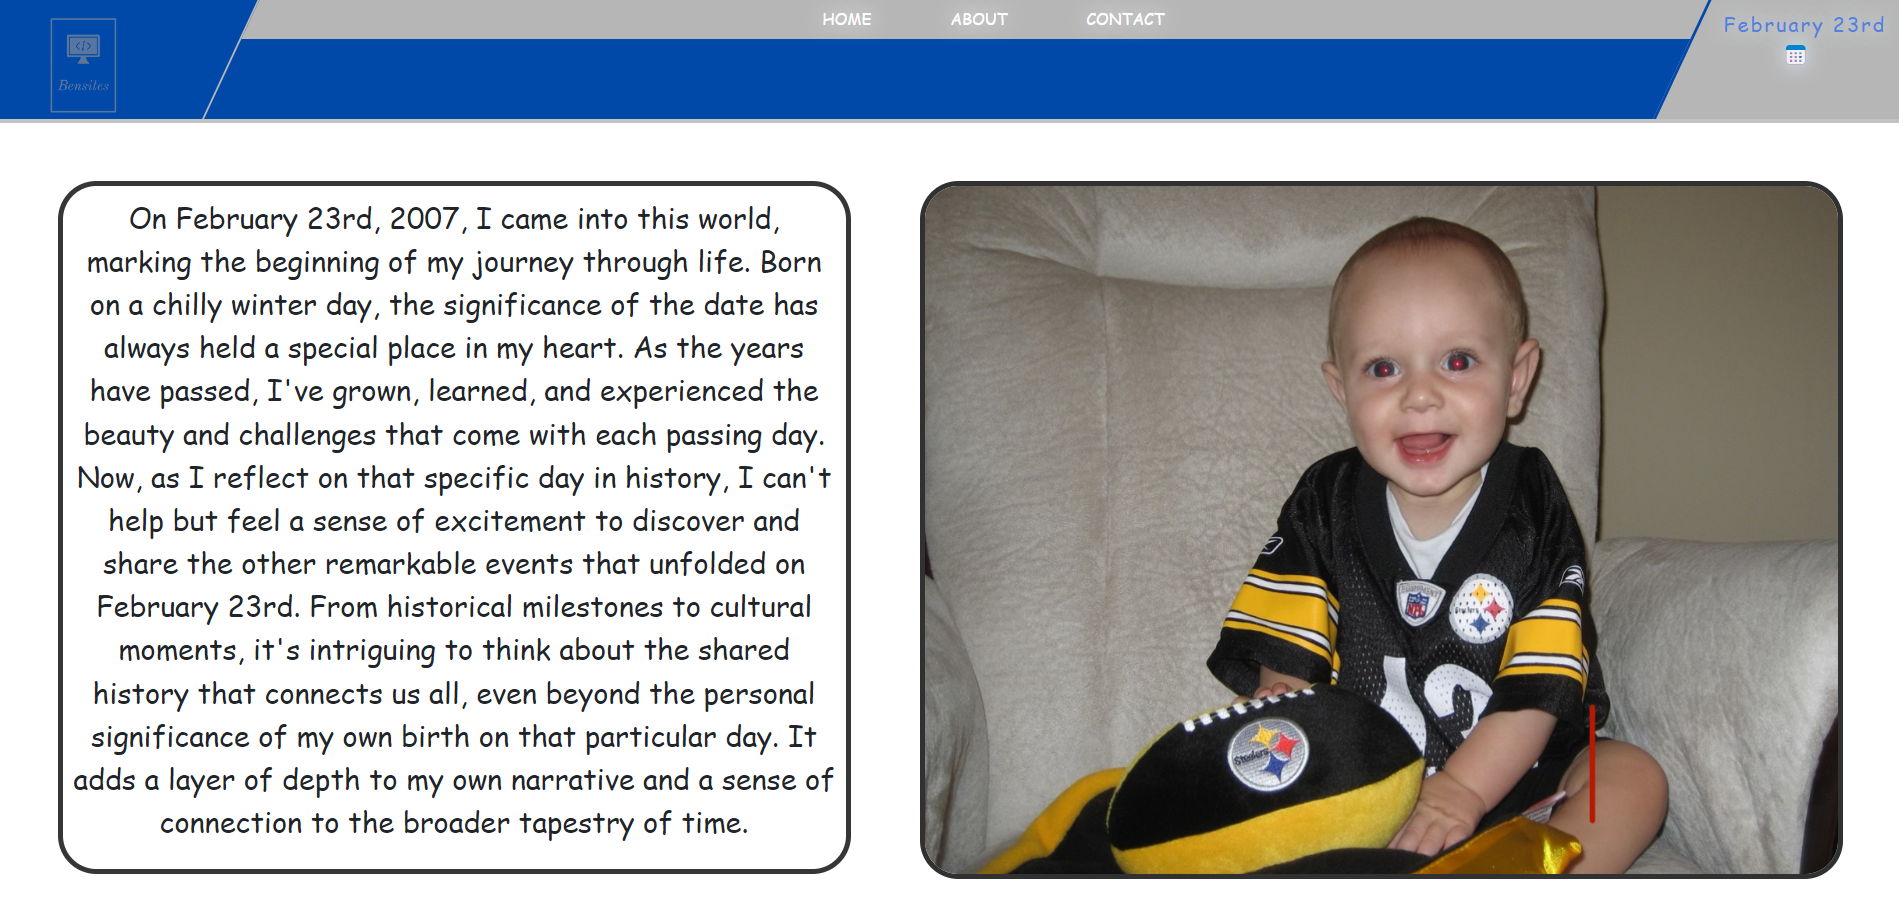 HOME ABOUT CONTACT
February 23rd
</>
Bensites
On February 23rd, 2007, I came into this world,
marking the beginning of my journey through life. Born
on a chilly winter day, the significance of the date has
always held a special place in my heart. As the years
have passed, I've grown, learned, and experienced the
beauty and challenges that come with each passing day.
Now, as I reflect on that specific day in history, I can't
help but feel a sense of excitement to discover and
share the other remarkable events that unfolded on
February 23rd. From historical milestones to cultural
moments, it's intriguing to think about the shared
history that connects us all, even beyond the personal
significance of my own birth on that particular day. It
adds a layer of depth to my own narrative and a sense of
connection to the broader tapestry of time.
NFL
Steelers
Steelers